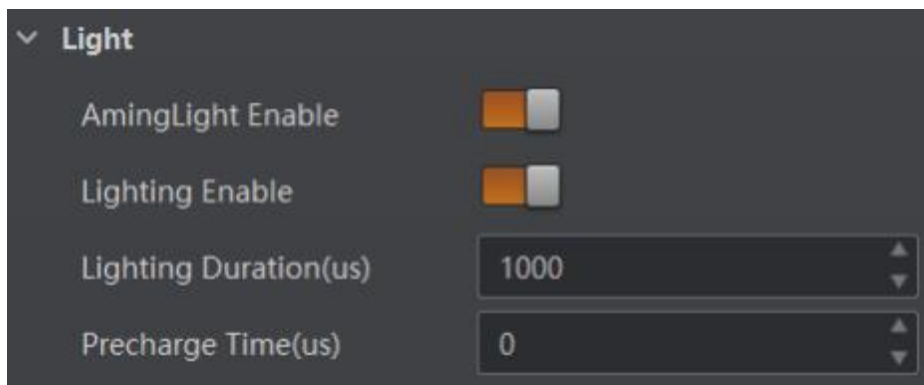 Light
AmingLight Enable
Lighting Enable
Lighting Duration(us) 1000
Precharge Time(us) 0